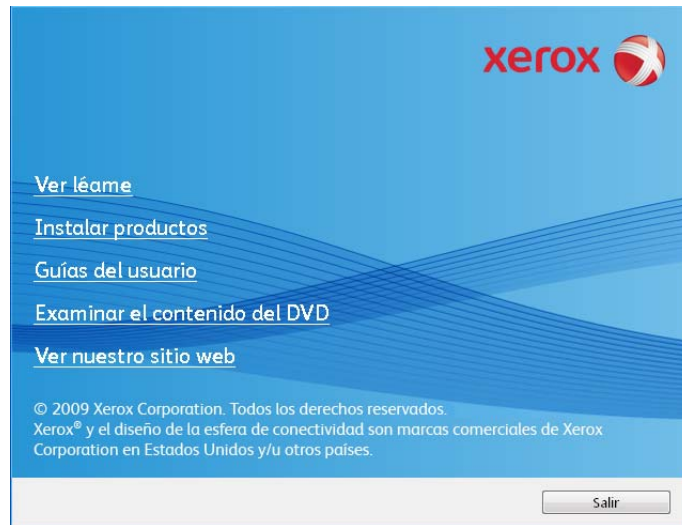 xerox
Ver léame
Instalar productos
Guías del usuario
Examinar el contenido del DVD
Ver nuestro sitio web
© 2009 Xerox Corporation. Todos los derechos reservados.
Xerox® y el diseño de la esfera de conectividad son marcas comerciales de Xerox
Corporation en Estados Unidos y/u otros países.
Salir